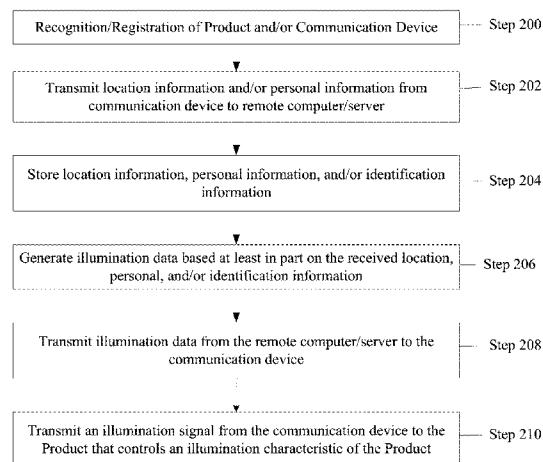 Recognition/Registration of Product and/or Communication Device
Step 200
Transmit location information and/or personal information from
communication device to remote computer/server
Step 202
Store location information, personal information, and/or identification
information
Step 204
Generate illumination data based at least in part on the received location,
personal, and/or identification information
Step 206
Transmit illumination data from the remote computer/server to the
communication device
Step 208
Transmit an illumination signal from the communication device to the
Product that controls an illumination characteristic of the Product
Step 210